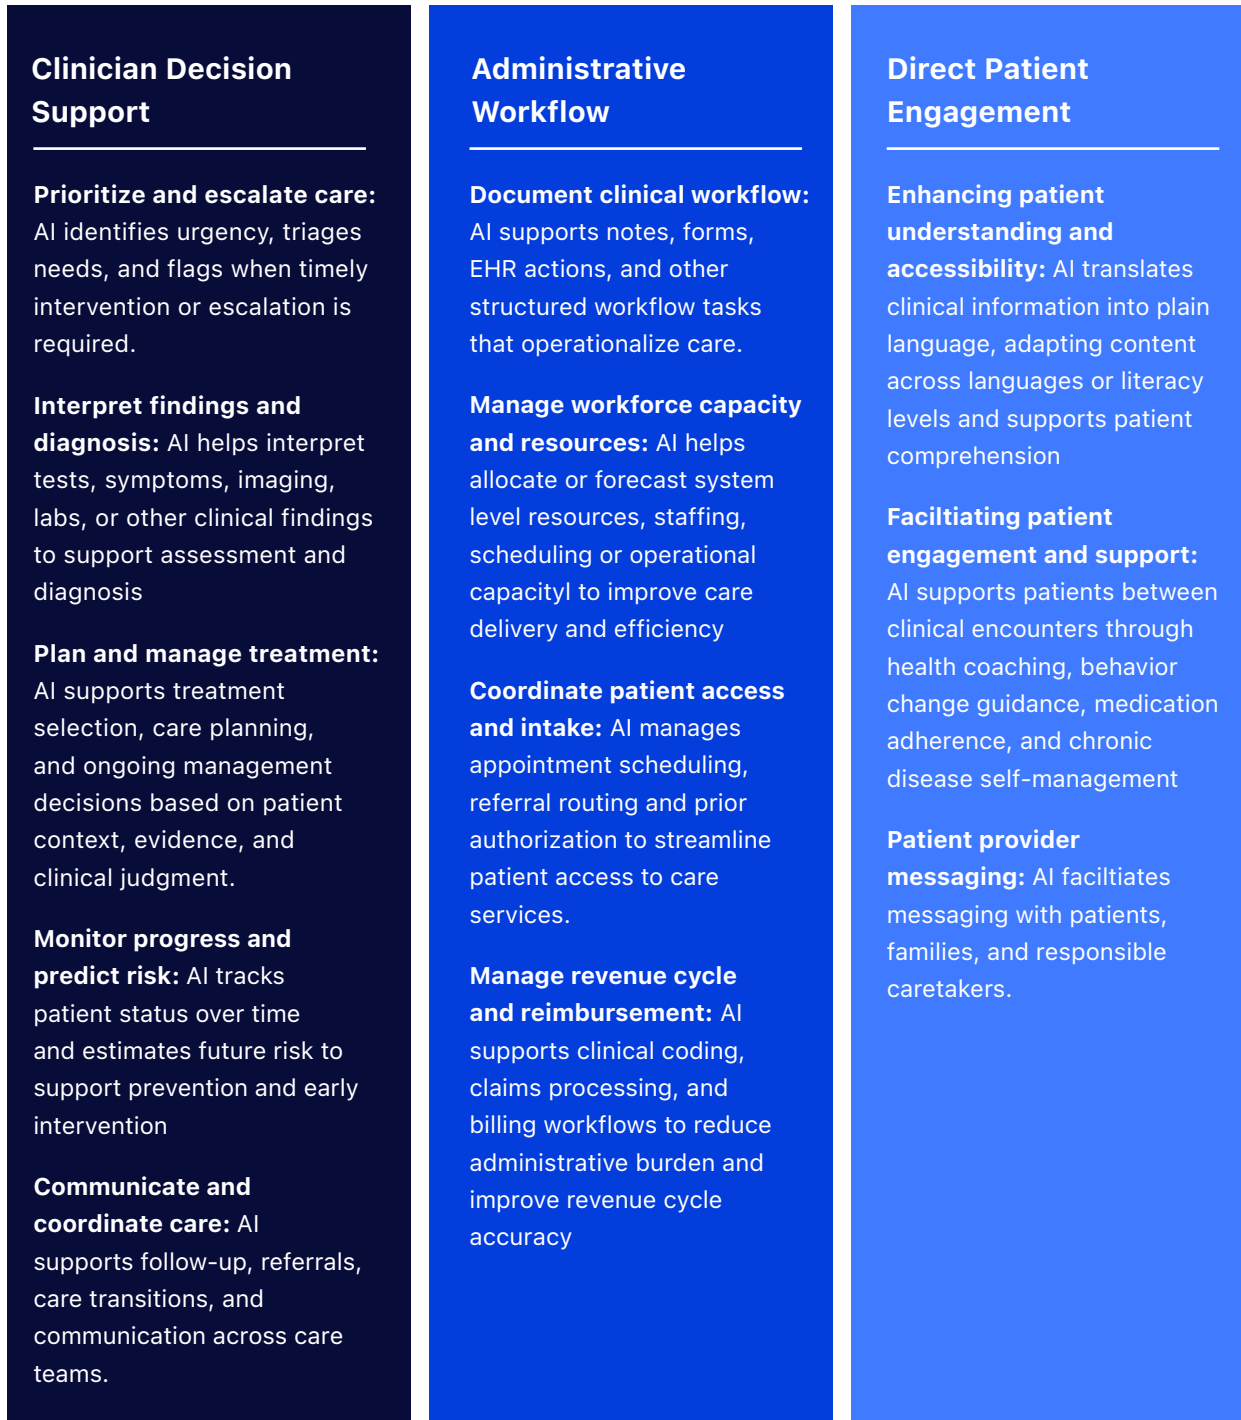 Clinician Decision
Support
Prioritize and escalate care:
AI identifies urgency, triages
needs, and flags when timely
intervention or escalation is
required.
Interpret findings and
diagnosis: AI helps interpret
tests, symptoms, imaging,
labs, or other clinical findings
to support assessment and
diagnosis
Plan and manage treatment:
AI supports treatment
selection, care planning,
and ongoing management
decisions based on patient
context, evidence, and
clinical judgment.
Monitor progress and
predict risk: AI tracks
patient status over time
and estimates future risk to
support prevention and early
intervention
Communicate and
coordinate care: AI
supports follow-up, referrals,
care transitions, and
communication across care
teams.
Administrative
Workflow
Document clinical workflow:
AI supports notes, forms,
EHR actions, and other
structured workflow tasks
that operationalize care.
Manage workforce capacity
and resources: AI helps
allocate or forecast system
level resources, staffing,
scheduling or operational
capacityl to improve care
delivery and efficiency
Coordinate patient access
and intake: AI manages
appointment scheduling,
referral routing and prior
authorization to streamline
patient access to care
services.
Manage revenue cycle
and reimbursement: AI
supports clinical coding,
claims processing, and
billing workflows to reduce
administrative burden and
improve revenue cycle
accuracy
Direct Patient
Engagement
Enhancing patient
understanding and
accessibility: AI translates
clinical information into plain
language, adapting content
across languages or literacy
levels and supports patient
comprehension
Faciltiating patient
engagement and support:
AI supports patients between
clinical encounters through
health coaching, behavior
change guidance, medication
adherence, and chronic
disease self-management
Patient provider
messaging: AI faciltiates
messaging with patients,
families, and responsible
caretakers.